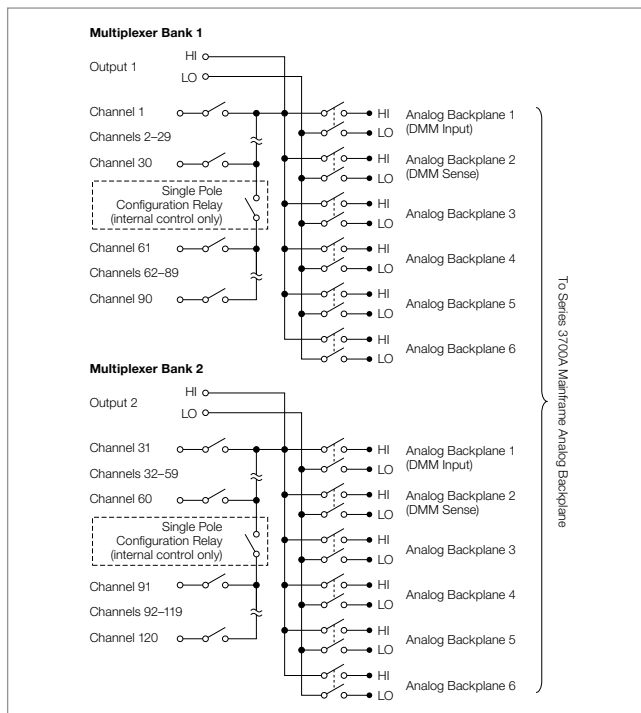 Multiplexer Bank 1
HI
Output 1
LO
Channel 1
HI
Analog Backplane 1
(DMM Input)
LO
Channels 2–29
HI
Analog Backplane 2
(DMM Sense)
LO
Channel 30
Single Pole
Configuration Relay
(internal control only)
HI
Analog Backplane 3
LO
Channel 61
HI
Analog Backplane 4
LO
Channels 62–89
Channel 90
HI
Analog Backplane 5
LO
HI
Analog Backplane 6
LO
Multiplexer Bank 2
HI
Output 2
LO
Channel 31
HI
Analog Backplane 1
(DMM Input)
LO
Channels 32–59
HI
Analog Backplane 2
(DMM Sense)
LO
Channel 60
Single Pole
Configuration Relay
(internal control only)
HI
Analog Backplane 3
LO
Channel 91
HI
Analog Backplane 4
LO
Channels 92–119
Channel 120
HI
Analog Backplane 5
LO
HI
Analog Backplane 6
LO
To Series 3700A Mainframe Analog Backplane